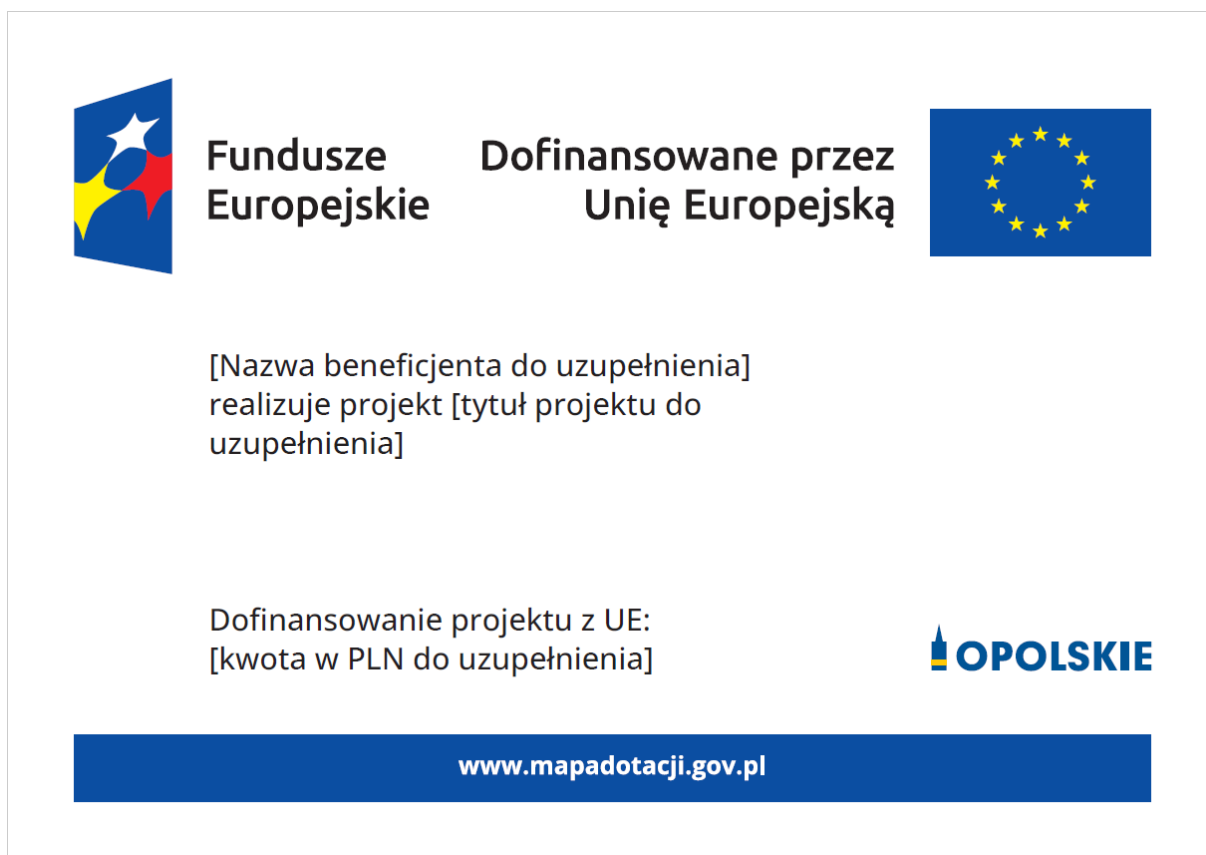 Fundusze
Europejskie
Dofinansowane przez
Unię Europejską
[Nazwa beneficjenta do uzupełnienia]
realizuje projekt [tytuł projektu do
uzupełnienia]
Dofinansowanie projektu z UE:
[kwota w PLN do uzupełnienia]
OPOLSKIE
www.mapadotacji.gov.pl